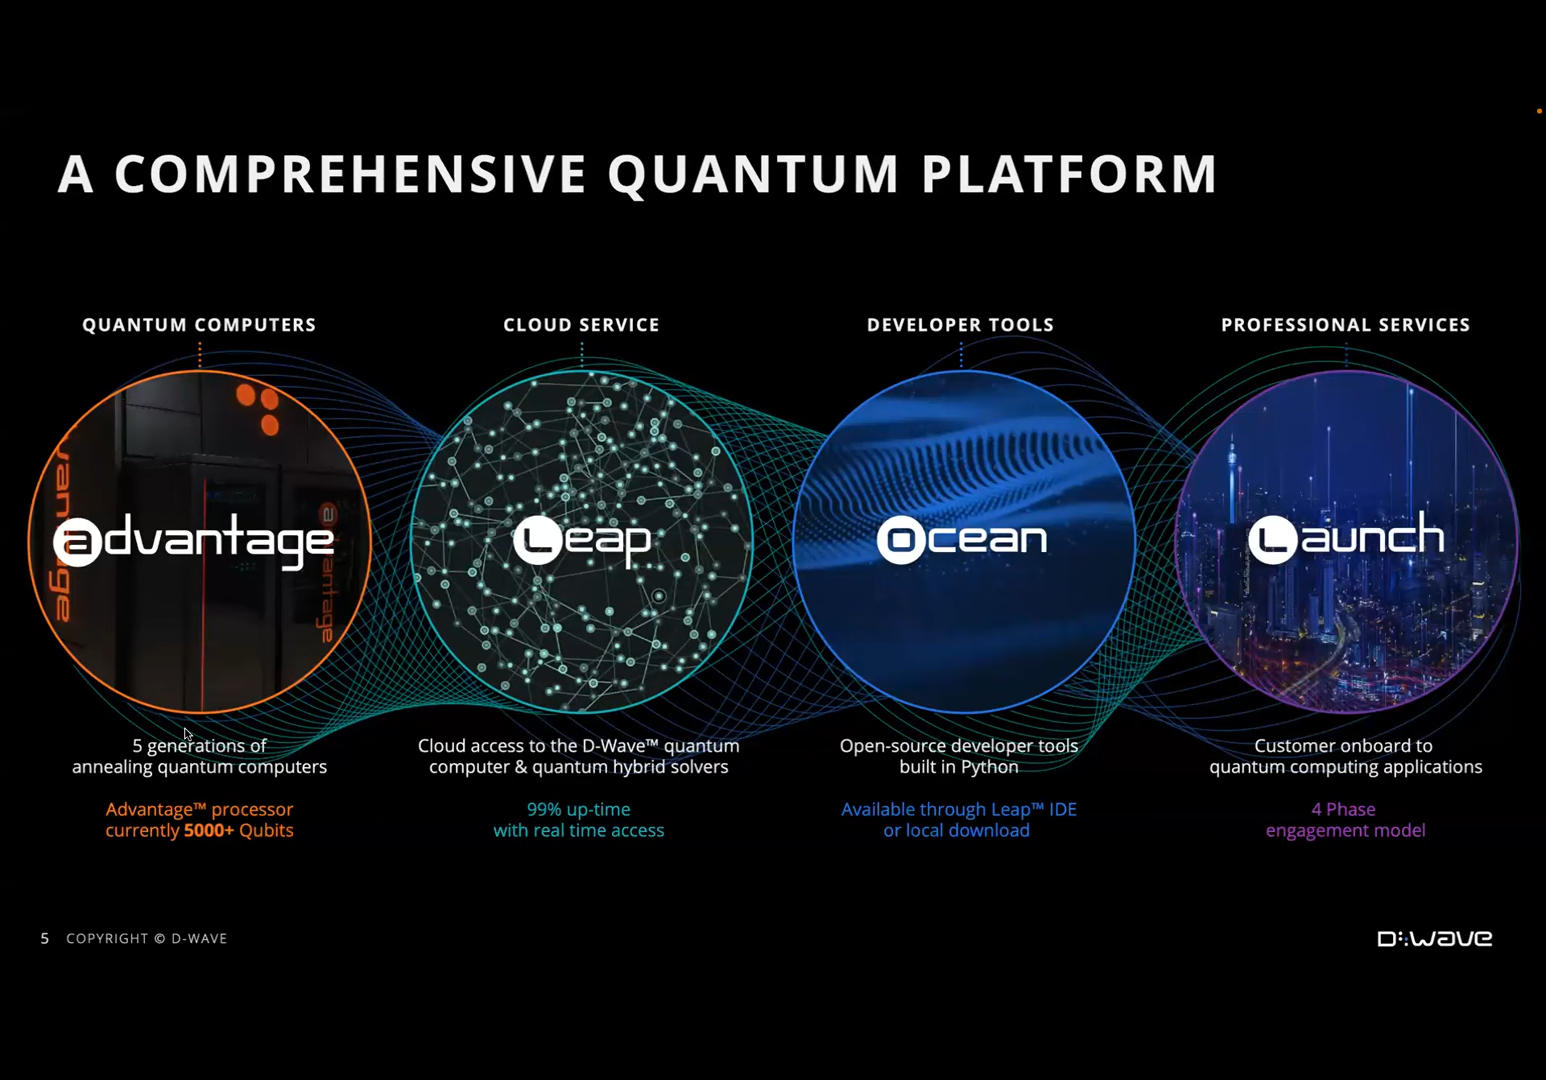 A COMPREHENSIVE QUANTUM PLATFORM
QUANTUM COMPUTERS
advantage
vantage
advantage
5 generations of
annealing quantum computers
Advantage™ processor
currently 5000+ Qubits
CLOUD SERVICE
Leap
Cloud access to the D-Wave™ quantum
computer & quantum hybrid solvers
99% up-time
with real time access
DEVELOPER TOOLS
Ocean
Open-source developer tools
built in Python
Available through Leap™ IDE
or local download
PROFESSIONAL SERVICES
Launch
Customer onboard to
quantum computing applications
4 Phase
engagement model
5 COPYRIGHT © D-WAVE
D:wave